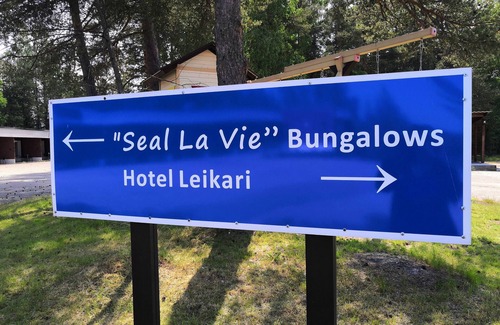 ← "Seal La Vie” Bungalows
Hotel Leikari →